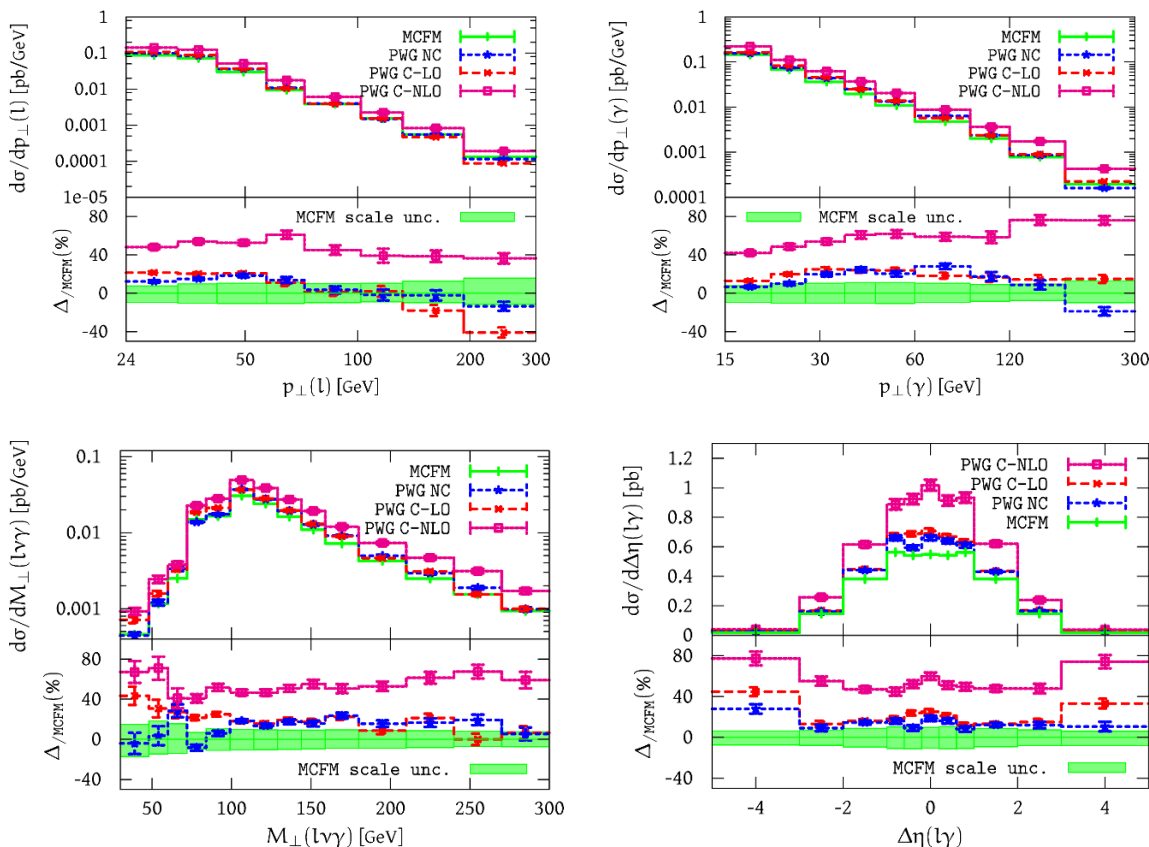 dσ/dp⊥(l) [pb/GeV]
1
0.1
0.01
0.001
0.0001
1e-05
MCFM
PWG NC
PWG C-LO
PWG C-NLO
Δ/MCFM(%)
80
40
0
-40
MCFM scale unc.
24 50 100 200 300
p⊥(l) [GeV]
dσ/dp⊥(γ) [pb/GeV]
1
0.1
0.01
0.001
0.0001
MCFM
PWG NC
PWG C-LO
PWG C-NLO
Δ/MCFM(%)
80
40
0
-40
MCFM scale unc.
15 30 60 120 300
p⊥(γ) [GeV]
dσ/dM⊥(lνγ) [pb/GeV]
0.1
0.01
0.001
MCFM
PWG NC
PWG C-LO
PWG C-NLO
Δ/MCFM(%)
80
40
0
-40
MCFM scale unc.
50 100 150 200 250 300
M⊥(lνγ) [GeV]
dσ/dΔη(lγ) [pb]
1.2
1
0.8
0.6
0.4
0.2
0
PWG C-NLO
PWG C-LO
PWG NC
MCFM
Δ/MCFM(%)
80
40
0
-40
MCFM scale unc.
-4 -2 0 2 4
Δη(lγ)